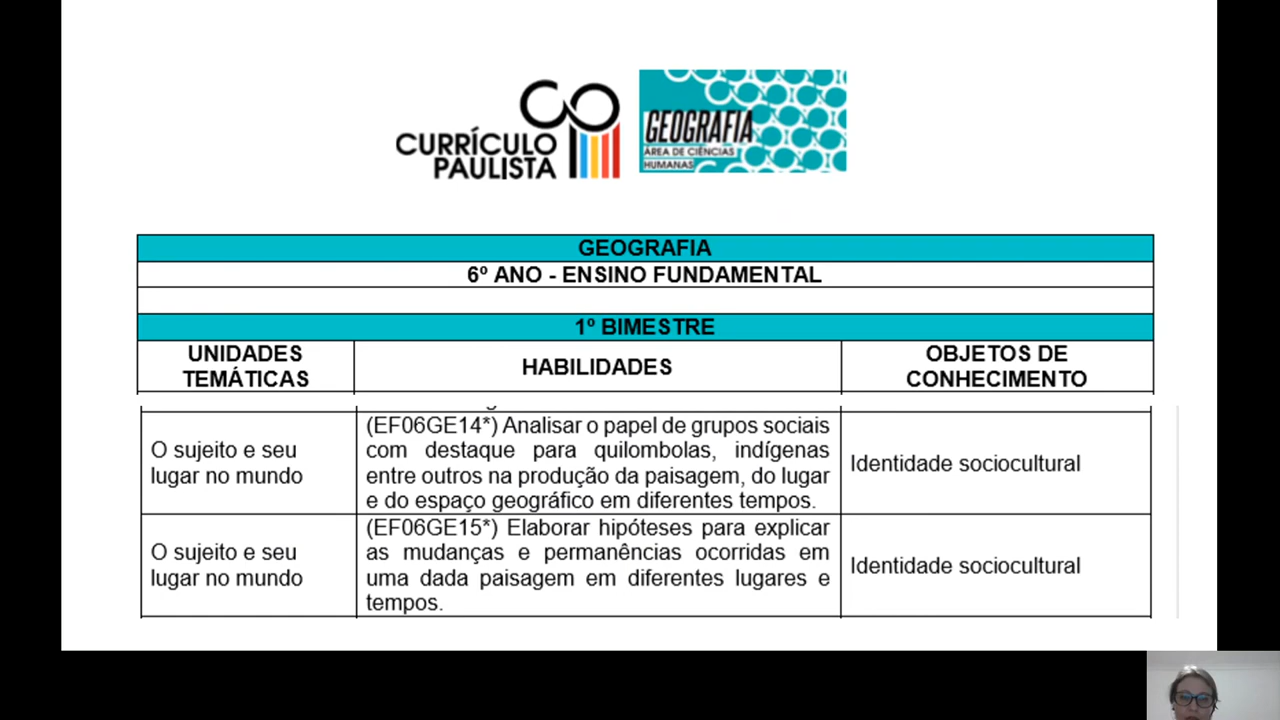 CURRÍCULO
PAULISTA
GEOGRAFIA
ÁREA DE CIÊNCIAS
HUMANAS
GEOGRAFIA
6º ANO - ENSINO FUNDAMENTAL
1º BIMESTRE
UNIDADES
TEMÁTICAS
HABILIDADES
OBJETOS DE
CONHECIMENTO
O sujeito e seu
lugar no mundo
(EF06GE14*) Analisar o papel de grupos sociais
com destaque para quilombolas, indígenas
entre outros na produção da paisagem, do lugar
e do espaço geográfico em diferentes tempos.
Identidade sociocultural
O sujeito e seu
lugar no mundo
(EF06GE15*) Elaborar hipóteses para explicar
as mudanças e permanências ocorridas em
uma dada paisagem em diferentes lugares e
tempos.
Identidade sociocultural